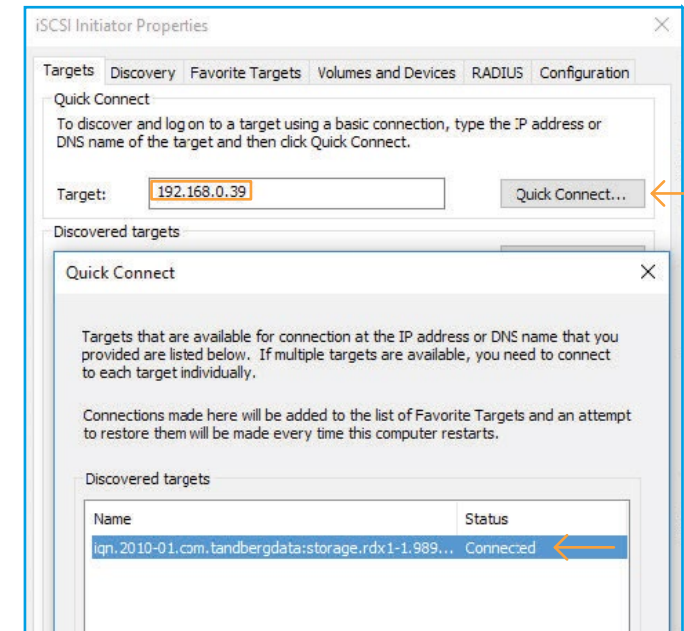 iSCSI Initiator Properties
Targets Discovery Favorite Targets Volumes and Devices RADIUS Configuration
Quick Connect
To discover and log on to a target using a basic connection, type the IP address or
DNS name of the target and then click Quick Connect.
Target: 192.168.0.39 Quick Connect...
Discovered targets
Quick Connect
Targets that are available for connection at the IP address or DNS name that you
provided are listed below. If multiple targets are available, you need to connect
to each target individually.
Connections made here will be added to the list of Favorite Targets and an attempt
to restore them will be made every time this computer restarts.
Discovered targets
Name Status
iqn.2010-01.com.tandbergdata:storage.rdx1-1.989... Connected